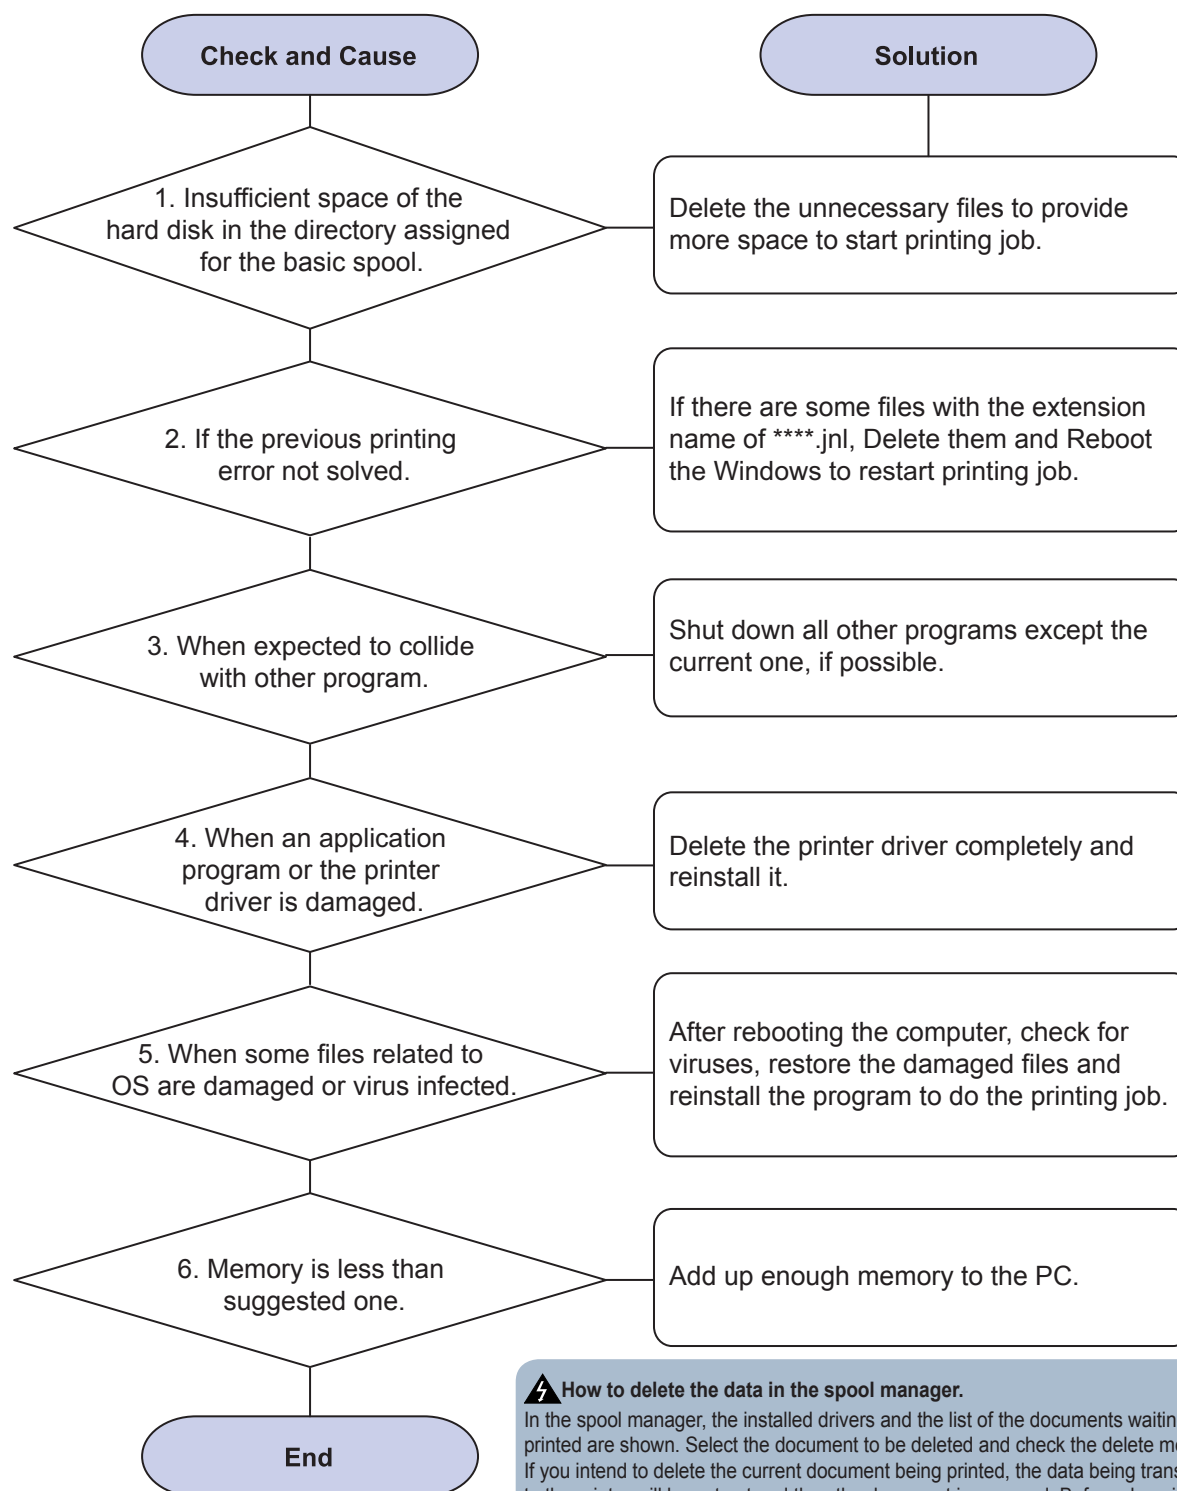 Check and Cause
Solution
1. Insufficient space of the
hard disk in the directory assigned
for the basic spool.
Delete the unnecessary files to provide
more space to start printing job.
2. If the previous printing
error not solved.
If there are some files with the extension
name of ****.jnl, Delete them and Reboot
the Windows to restart printing job.
3. When expected to collide
with other program.
Shut down all other programs except the
current one, if possible.
4. When an application
program or the printer
driver is damaged.
Delete the printer driver completely and
reinstall it.
5. When some files related to
OS are damaged or virus infected.
After rebooting the computer, check for
viruses, restore the damaged files and
reinstall the program to do the printing job.
6. Memory is less than
suggested one.
Add up enough memory to the PC.
How to delete the data in the spool manager.
In the spool manager, the installed drivers and the list of the documents
printed are shown. Select the document to be deleted and check the delete
If you intend to delete the current document being printed, the data being
End